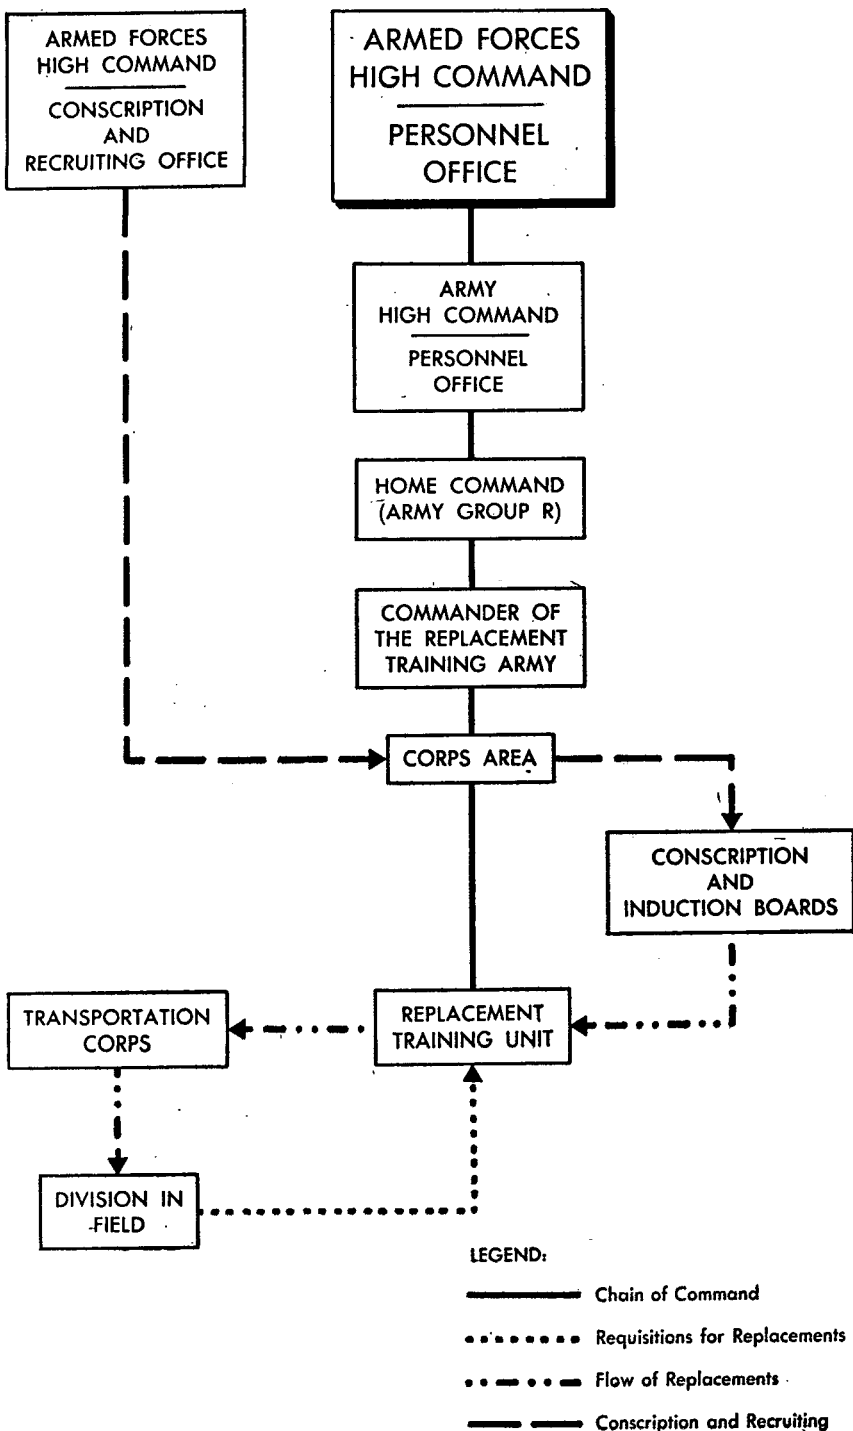 ARMED FORCES
HIGH COMMAND
CONSCRIPTION
AND
RECRUITING OFFICE
ARMED FORCES
HIGH COMMAND
PERSONNEL
OFFICE
ARMY
HIGH COMMAND
PERSONNEL
OFFICE
HOME COMMAND
(ARMY GROUP R)
COMMANDER OF
THE REPLACEMENT
TRAINING ARMY
CORPS AREA
CONSCRIPTION
AND
INDUCTION BOARDS
REPLACEMENT
TRAINING UNIT
TRANSPORTATION
CORPS
DIVISION IN
FIELD
LEGEND:
Chain of Command
Requisitions for Replacements
Flow of Replacements
Conscription and Recruiting